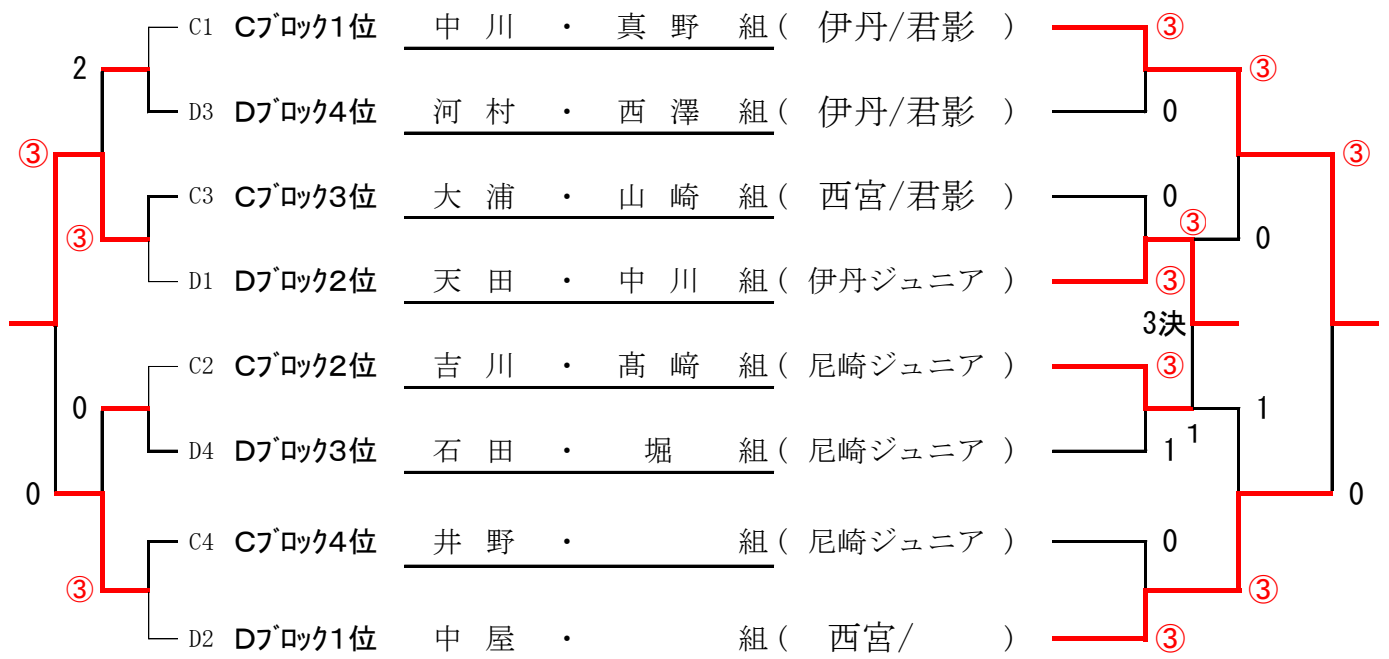 C1 Cブロック1位 中川・真野 組( 伊丹/君影 ) ③
2 ③
D3 Dブロック4位 河村・西澤 組( 伊丹/君影 ) 0
③ ③
C3 Cブロック3位 大浦・山崎 組( 西宮/君影 ) 0
③ ③ 0
D1 Dブロック2位 天田・中川 組( 伊丹ジュニア ) ③
3決
C2 Cブロック2位 吉川・髙﨑 組( 尼崎ジュニア ) ③
0 1 1
D4 Dブロック3位 石田・堀 組( 尼崎ジュニア ) 1
0 0
C4 Cブロック4位 井野・ 組( 尼崎ジュニア ) 0
③ ③
D2 Dブロック1位 中屋・ 組( 西宮/ ) ③